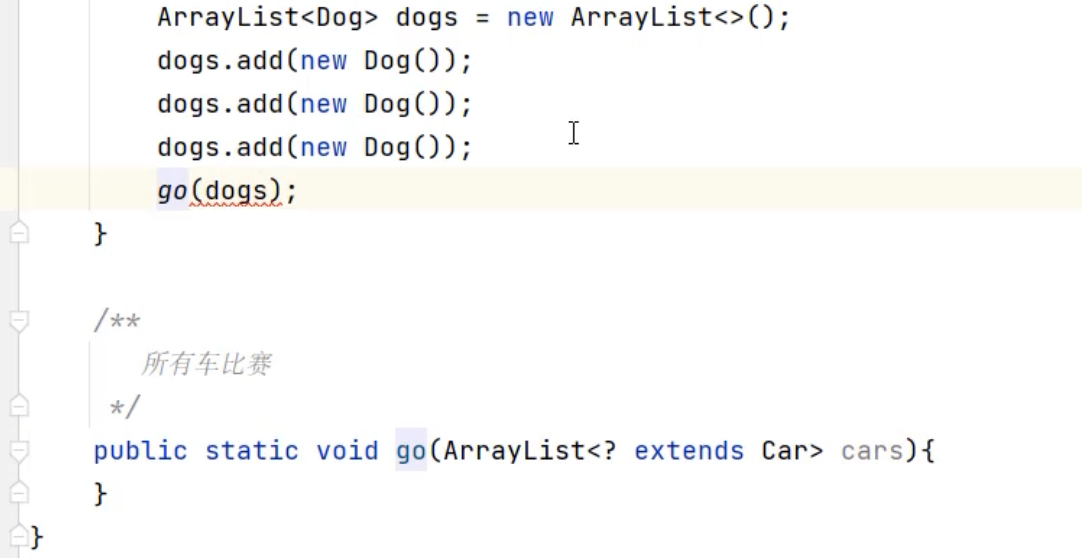 ArrayList<Dog> dogs = new ArrayList<>();
dogs.add(new Dog());
dogs.add(new Dog());
dogs.add(new Dog());
go(dogs);
}
/**
所有车比赛
*/
public static void go(ArrayList<? extends Car> cars){
}
}